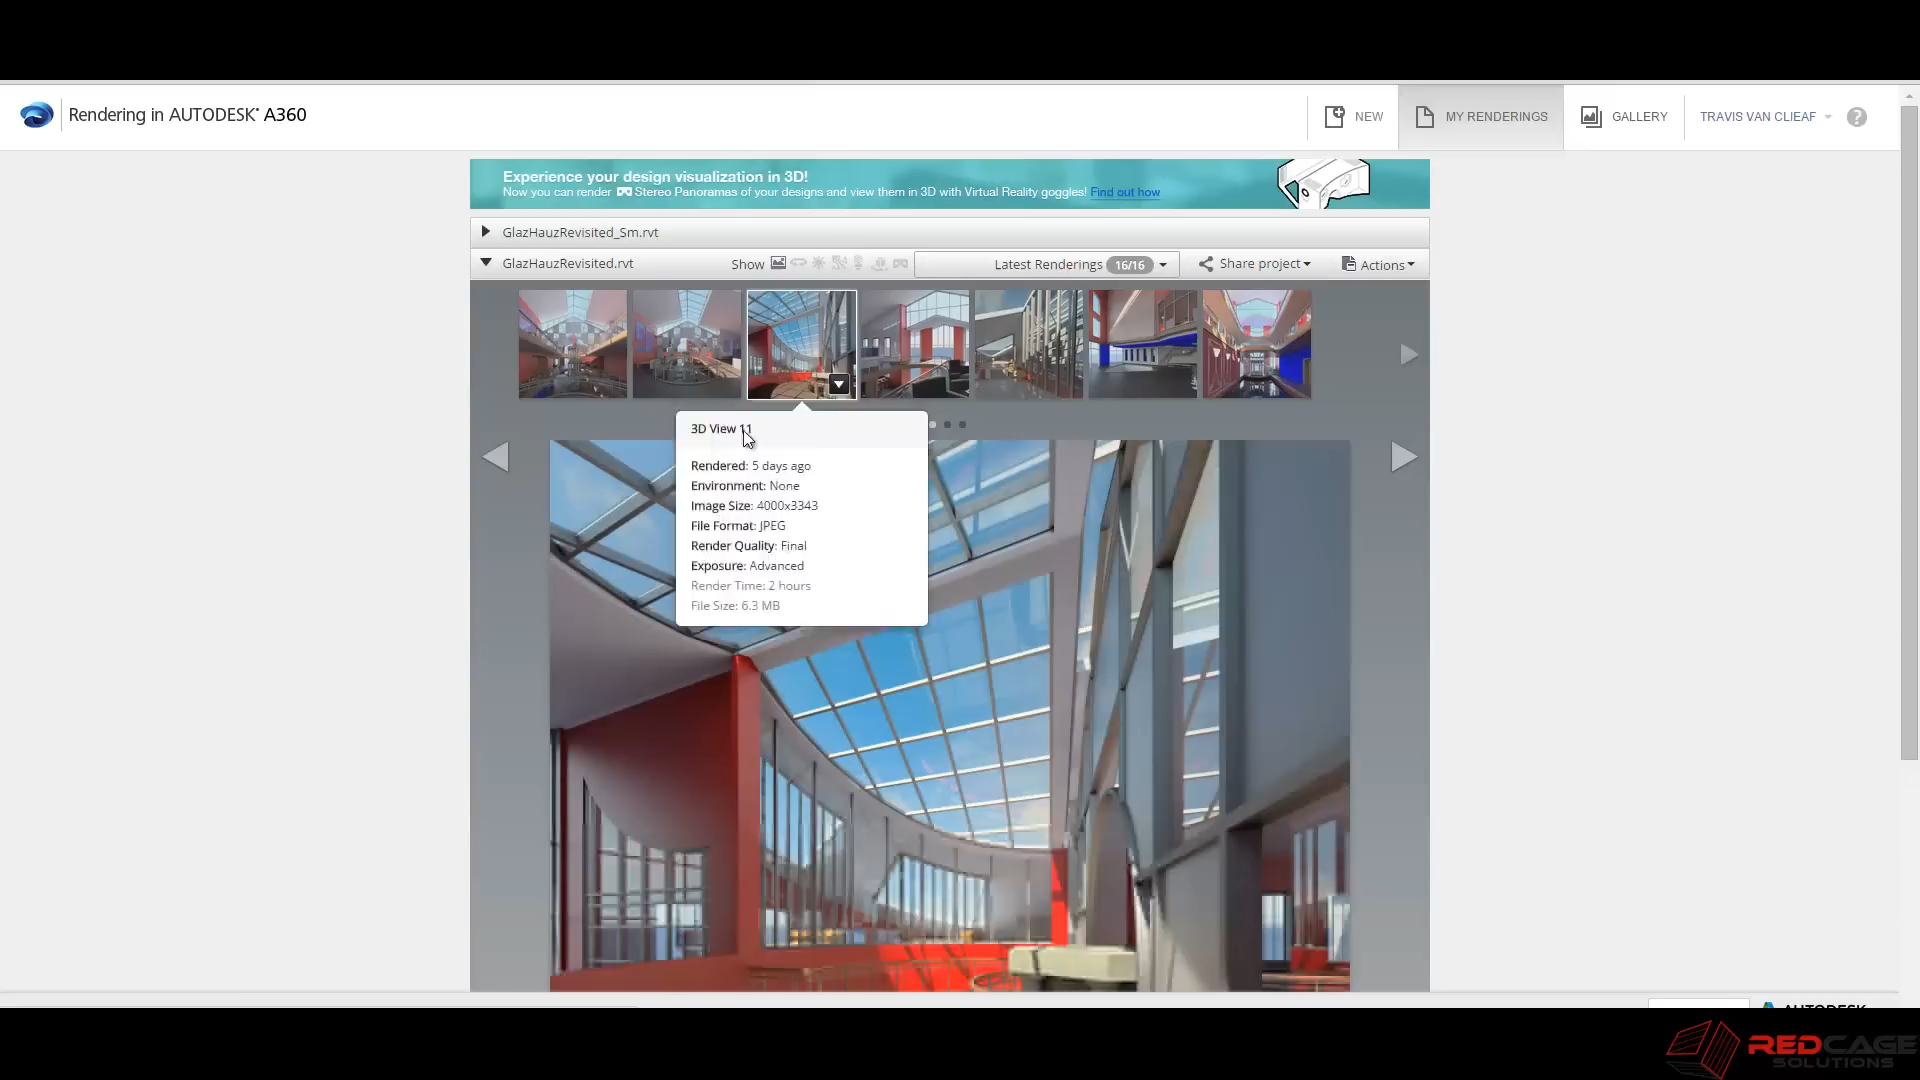 Rendering in AUTODESK® A360
NEW
MY RENDERINGS
GALLERY
TRAVIS VAN CLIEAF
?
Experience your design visualization in 3D!
Now you can render Stereo Panoramas of your designs and view them in 3D with Virtual Reality goggles! Find out how
GlazHauzRevisited_Sm.rvt
GlazHauzRevisited.rvt
Show
Latest Renderings 16/16
Share project
Actions
3D View 11
Rendered: 5 days ago
Environment: None
Image Size: 4000x3343
File Format: JPEG
Render Quality: Final
Exposure: Advanced
Render Time: 2 hours
File Size: 6.3 MB
AUTODESK
REDCAGE
SOLUTIONS